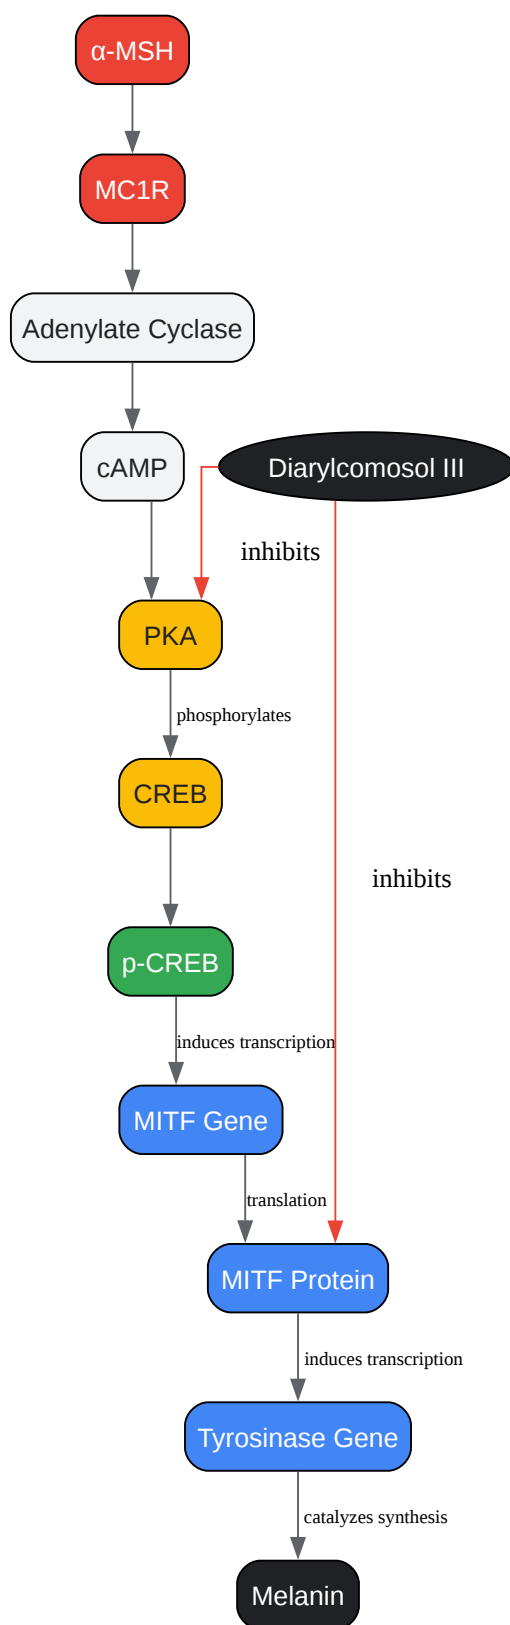 α-MSH
MC1R
Adenylate Cyclase
cAMP
Diarylcomosol III
inhibits
PKA
phosphorylates
CREB
inhibits
p-CREB
induces transcription
MITF Gene
translation
MITF Protein
induces transcription
Tyrosinase Gene
catalyzes synthesis
Melanin